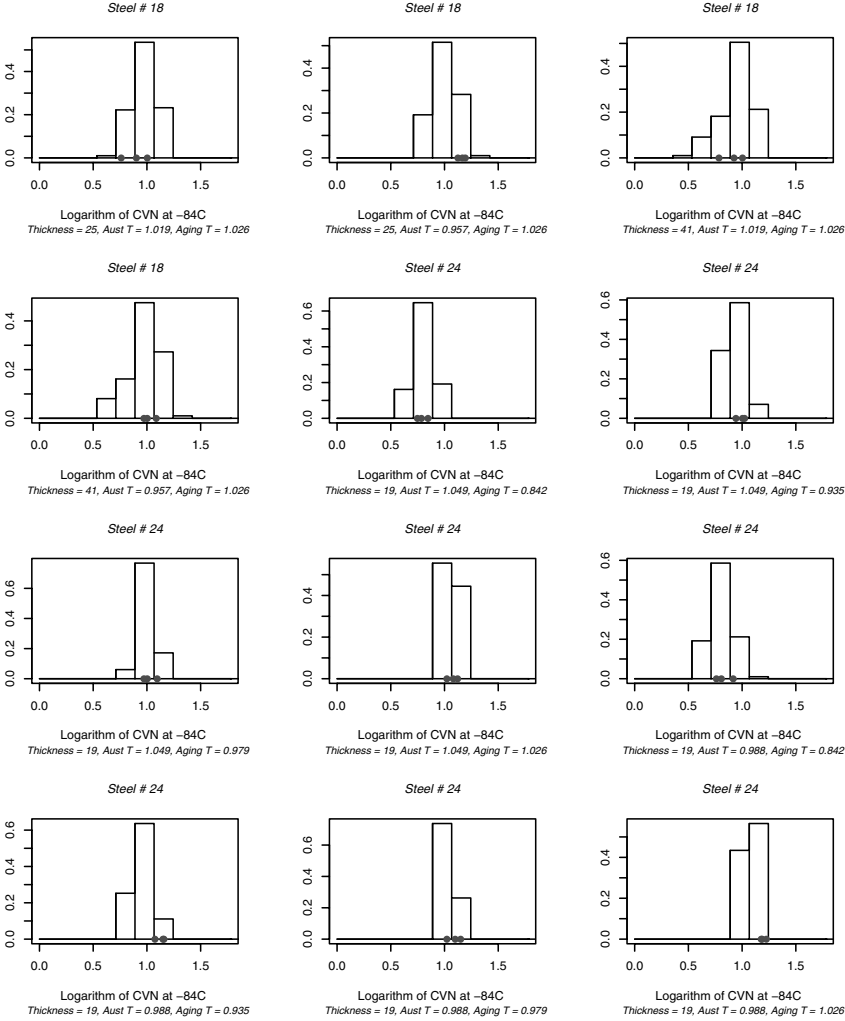 Steel # 18
Steel # 18
Steel # 18
0.0 0.2 0.4
0.0 0.2 0.4
0.0 0.2 0.4
0.0 0.5 1.0 1.5
0.0 0.5 1.0 1.5
0.0 0.5 1.0 1.5
Logarithm of CVN at −84C
Logarithm of CVN at −84C
Logarithm of CVN at −84C
Thickness = 25, Aust T = 1.019, Aging T = 1.026
Thickness = 25, Aust T = 0.957, Aging T = 1.026
Thickness = 41, Aust T = 1.019, Aging T = 1.026
Steel # 18
Steel # 24
Steel # 24
0.0 0.2 0.4
0.0 0.2 0.4 0.6
0.0 0.2 0.4 0.6
0.0 0.5 1.0 1.5
0.0 0.5 1.0 1.5
0.0 0.5 1.0 1.5
Logarithm of CVN at −84C
Logarithm of CVN at −84C
Logarithm of CVN at −84C
Thickness = 41, Aust T = 0.957, Aging T = 1.026
Thickness = 19, Aust T = 1.049, Aging T = 0.842
Thickness = 19, Aust T = 1.049, Aging T = 0.935
Steel # 24
Steel # 24
Steel # 24
0.0 0.2 0.4 0.6
0.0 0.2 0.4
0.0 0.2 0.4 0.6
0.0 0.5 1.0 1.5
0.0 0.5 1.0 1.5
0.0 0.5 1.0 1.5
Logarithm of CVN at −84C
Logarithm of CVN at −84C
Logarithm of CVN at −84C
Thickness = 19, Aust T = 1.049, Aging T = 0.979
Thickness = 19, Aust T = 1.049, Aging T = 1.026
Thickness = 19, Aust T = 0.988, Aging T = 0.842
Steel # 24
Steel # 24
Steel # 24
0.0 0.2 0.4 0.6
0.0 0.2 0.4 0.6
0.0 0.2 0.4
0.0 0.5 1.0 1.5
0.0 0.5 1.0 1.5
0.0 0.5 1.0 1.5
Logarithm of CVN at −84C
Logarithm of CVN at −84C
Logarithm of CVN at −84C
Thickness = 19, Aust T = 0.988, Aging T = 0.935
Thickness = 19, Aust T = 0.988, Aging T = 0.979
Thickness = 19, Aust T = 0.988, Aging T = 1.026